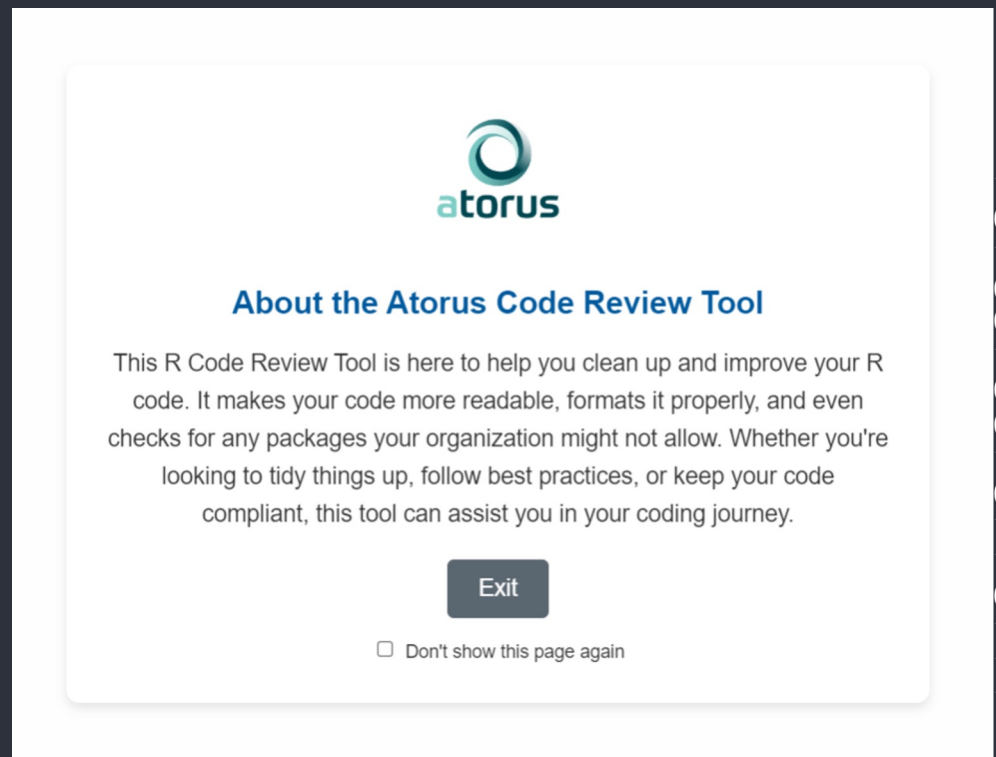 atorus
About the Atorus Code Review Tool
This R Code Review Tool is here to help you clean up and improve your R
code. It makes your code more readable, formats it properly, and even
checks for any packages your organization might not allow. Whether you're
looking to tidy things up, follow best practices, or keep your code
compliant, this tool can assist you in your coding journey.
Exit
Don't show this page again